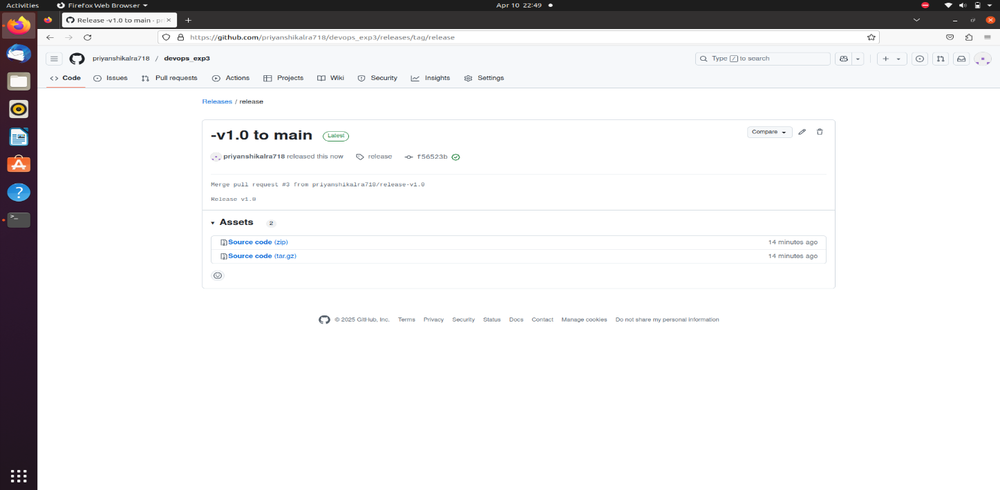 Activities Firefox Web Browser Apr 10 22:49
Release -v1.0 to main · pri
https://github.com/priyanshikalra718/devops_exp3/releases/tag/release
priyanshikalra718 / devops_exp3 Type / to search
Code Issues Pull requests Actions Projects Wiki Security Insights Settings
Releases / release
-v1.0 to main Latest Compare
priyanshikalra718 released this now release f56523b
Merge pull request #3 from priyanshikalra718/release-v1.0
Release v1.0
Assets 2
Source code (zip) 14 minutes ago
Source code (tar.gz) 14 minutes ago
© 2025 GitHub, Inc. Terms Privacy Security Status Docs Contact Manage cookies Do not share my personal information